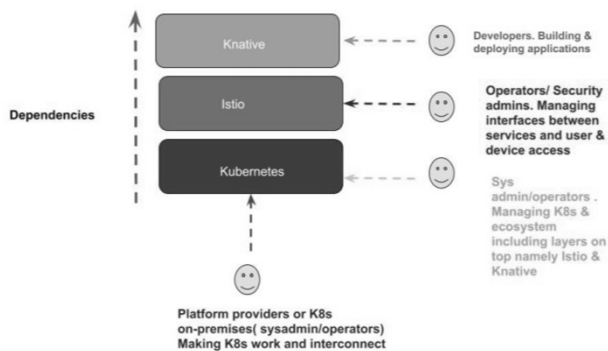 Knative
Developers. Building &
deploying applications
Dependencies
Istio
Operators/ Security
admins. Managing
interfaces between
services and user &
device access
Kubernetes
Sys
admin/operators .
Managing K8s &
ecosystem
including layers on
top namely Istio &
Knative
Platform providers or K8s
on-premises( sysadmin/operators)
Making K8s work and interconnect